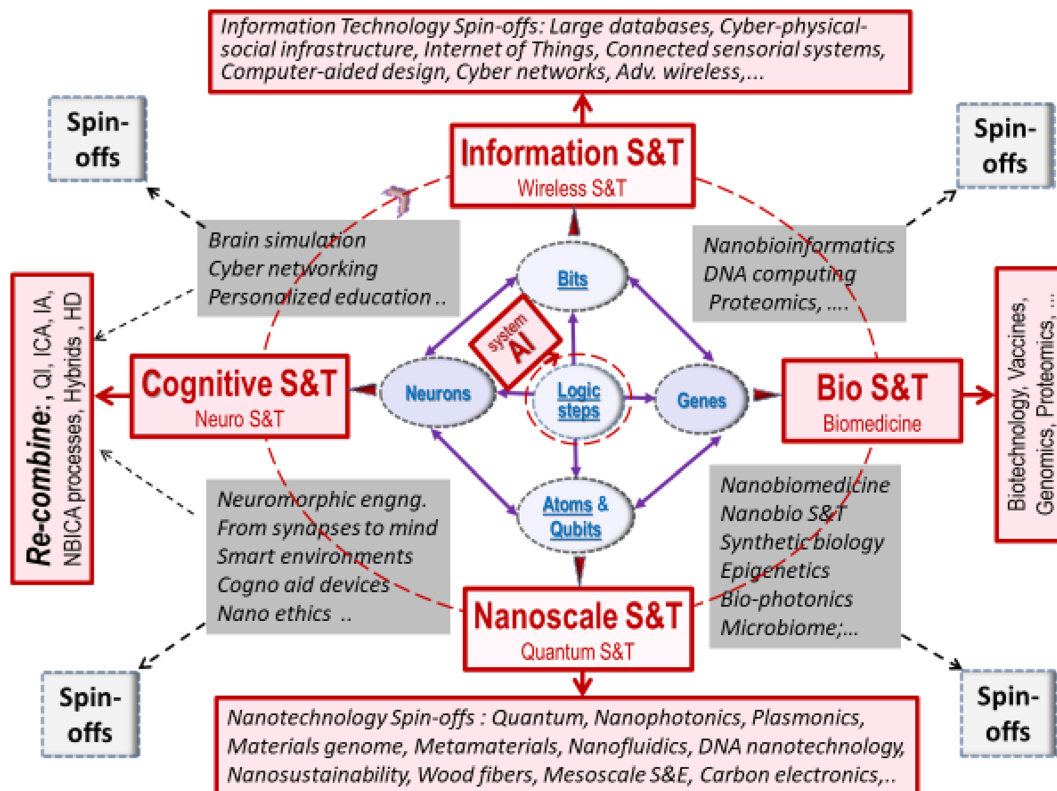 Information Technology Spin-offs: Large databases, Cyber-physical-
social infrastructure, Internet of Things, Connected sensorial systems,
Computer-aided design, Cyber networks, Adv. wireless,...
Spin-
offs
Information S&T
Wireless S&T
Spin-
offs
Brain simulation
Cyber networking
Personalized education ..
Bits
Nanobioinformatics
DNA computing
Proteomics, ....
Re-combine: , QI, ICA, IA,
NBICA processes, Hybrids , HD
Cognitive S&T
Neuro S&T
Neurons
system
AI
Logic
steps
Genes
Bio S&T
Biomedicine
Biotechnology, Vaccines,
Genomics, Proteomics, ...
Neuromorphic engng.
From synapses to mind
Smart environments
Cogno aid devices
Nano ethics ..
Atoms &
Qubits
Nanobiomedicine
Nanobio S&T
Synthetic biology
Epigenetics
Bio-photonics
Microbiome;...
Nanoscale S&T
Quantum S&T
Spin-
offs
Spin-
offs
Nanotechnology Spin-offs : Quantum, Nanophotonics, Plasmonics,
Materials genome, Metamaterials, Nanofluidics, DNA nanotechnology,
Nanosustainability, Wood fibers, Mesoscale S&E, Carbon electronics,..